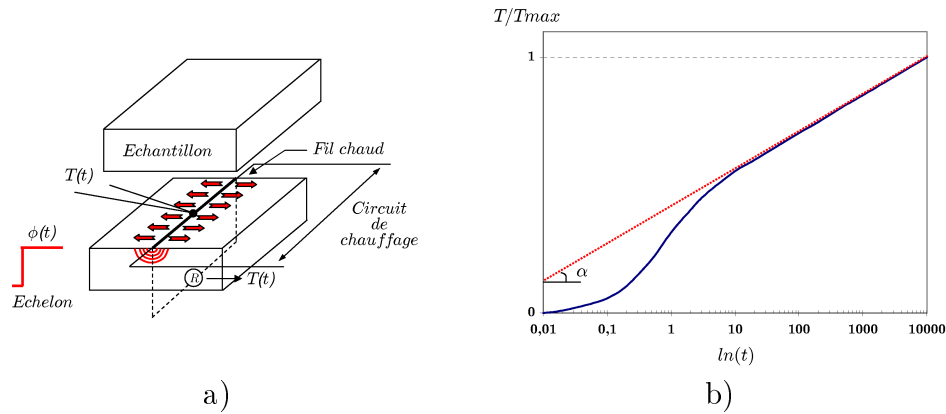 Echantillon
Fil chaud
T(t)
Circuit
de
chauffage
ϕ(t)
R
T(t)
Echelon
a)
T/Tmax
1
α
0
0,01
0,1
1
10
100
1000
10000
ln(t)
b)